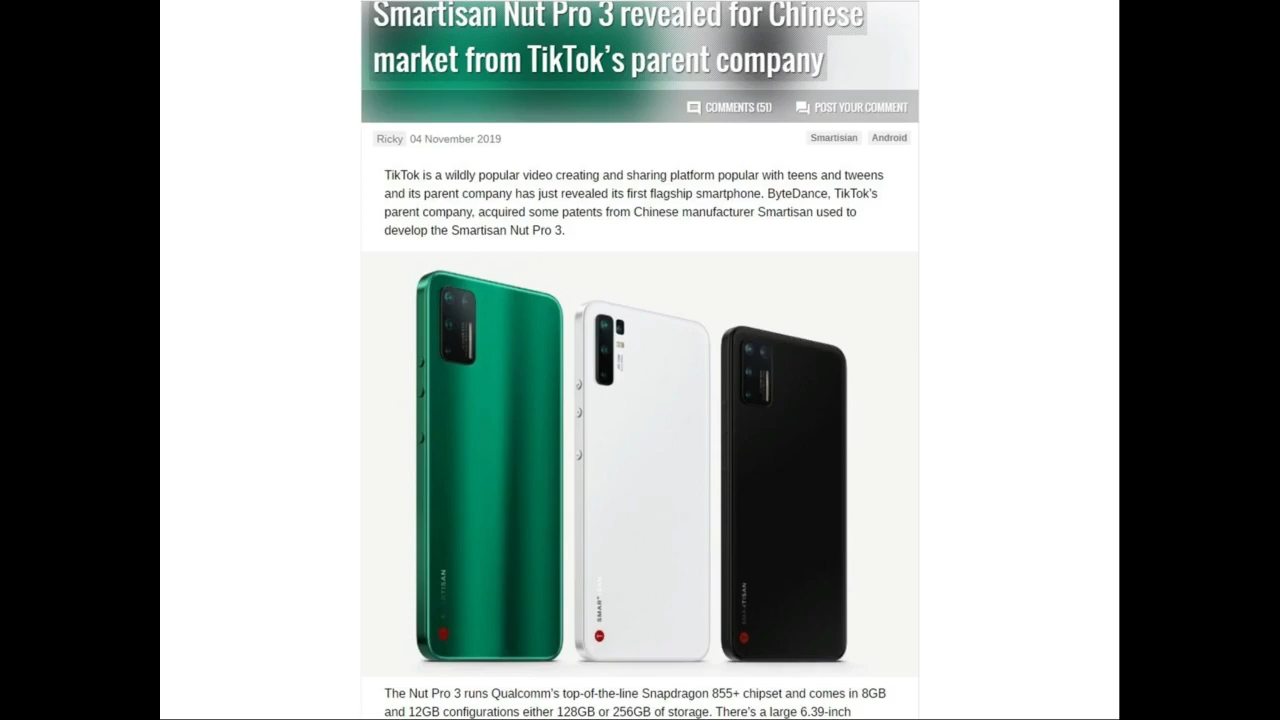 Smartisan Nut Pro 3 revealed for Chinese
market from TikTok’s parent company
COMMENTS (51) POST YOUR COMMENT
Ricky 04 November 2019 Smartisian Android
TikTok is a wildly popular video creating and sharing platform popular with teens and tweens
and its parent company has just revealed its first flagship smartphone. ByteDance, TikTok’s
parent company, acquired some patents from Chinese manufacturer Smartisan used to
develop the Smartisan Nut Pro 3.
SMARTISAN
The Nut Pro 3 runs Qualcomm’s top-of-the-line Snapdragon 855+ chipset and comes in 8GB
and 12GB configurations either 128GB or 256GB of storage. There’s a large 6.39-inch